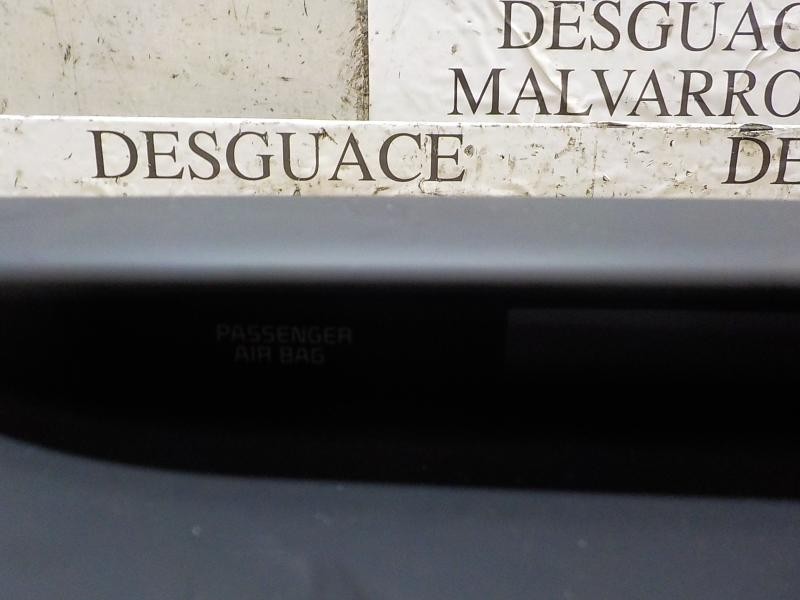 DESGUAC
MALVARRO
DESGUACE DE
PASSENGER
AIR BAG